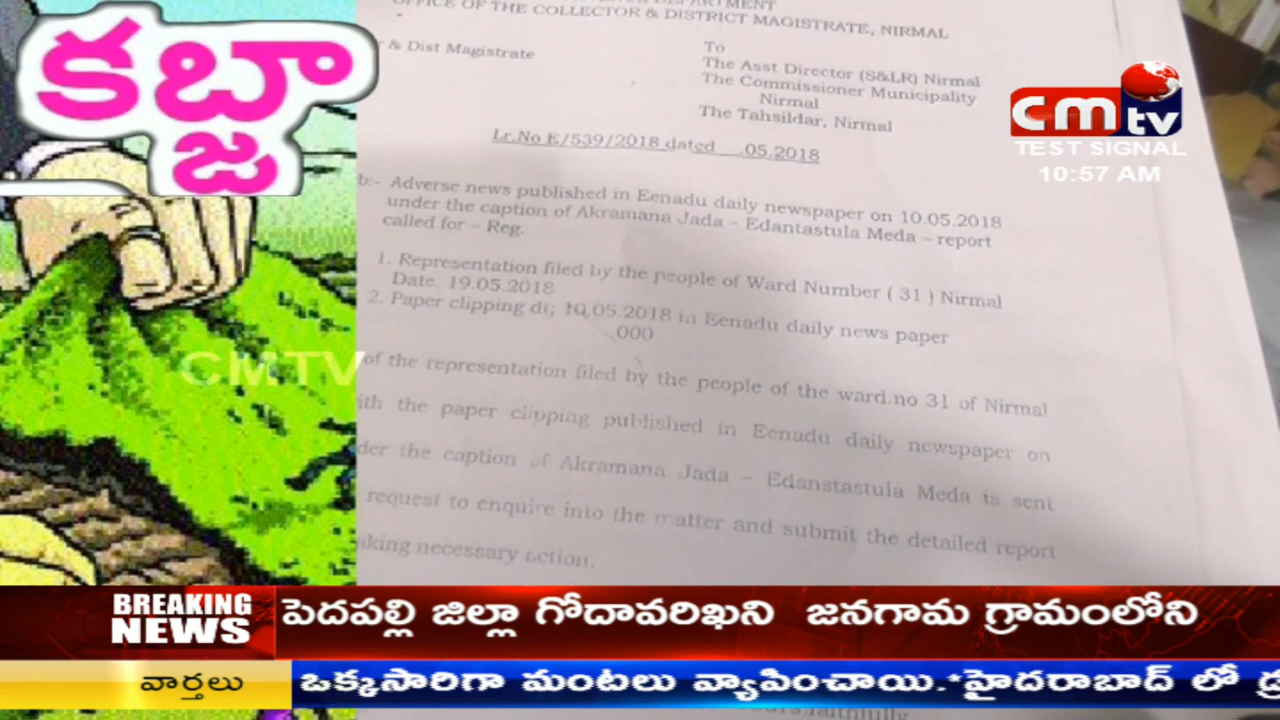 కబ్జా
DEPARTMENT
OFFICE OF THE COLLECTOR & DISTRICT MAGISTRATE, NIRMAL
& Dist Magistrate
To
The Asst Director (S&LR) Nirmal
The Commissioner Municipality
Nirmal
The Tahsildar, Nirmal
Lr.No E/539/2018 dated .05.2018
b:- Adverse news published in Eenadu daily newspaper on 10.05.2018
under the caption of Akramana Jada – Edantastula Meda – report
called for – Reg.
1. Representation filed by the people of Ward Number ( 31 ) Nirmal
Date. 19.05.2018
2. Paper clipping dt; 10.05.2018 in Eenadu daily news paper
000
of the representation filed by the people of the ward.no 31 of Nirmal
ith the paper clipping published in Eenadu daily newspaper on
der the caption of Akramana Jada – Edanstastula Meda is sent
request to enquire into the matter and submit the detailed report
aking necessary action.
faithfully
cm tv
TEST SIGNAL
10:57 AM
CMTV
BREAKING NEWS
పెదపల్లి జిల్లా గోదావరిఖని జనగామ గ్రామంలోని
వార్తలు
ఒక్కసారిగా మంటలు వ్యాపించాయి.*హైదరాబాద్ లో డ్ర